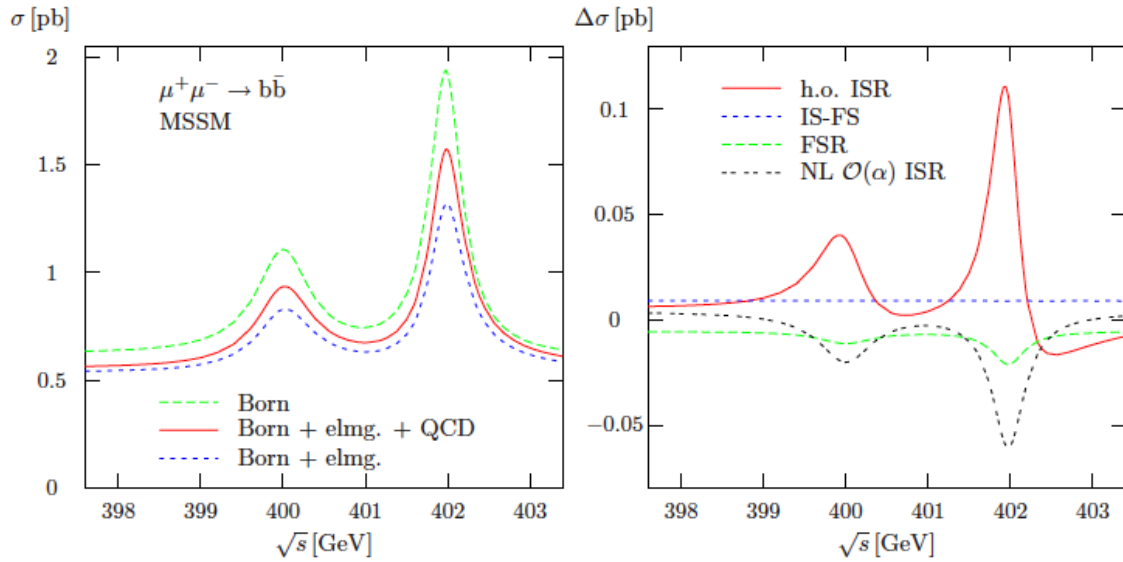 σ [pb]
2
1.5
1
0.5
0
μ⁺μ⁻ → bb̄
MSSM
Born
Born + elmg. + QCD
Born + elmg.
398 399 400 401 402 403
√s [GeV]
Δσ [pb]
0.1
0.05
0
−0.05
h.o. ISR
IS-FS
FSR
NL 𝒪(α) ISR
398 399 400 401 402 403
√s [GeV]